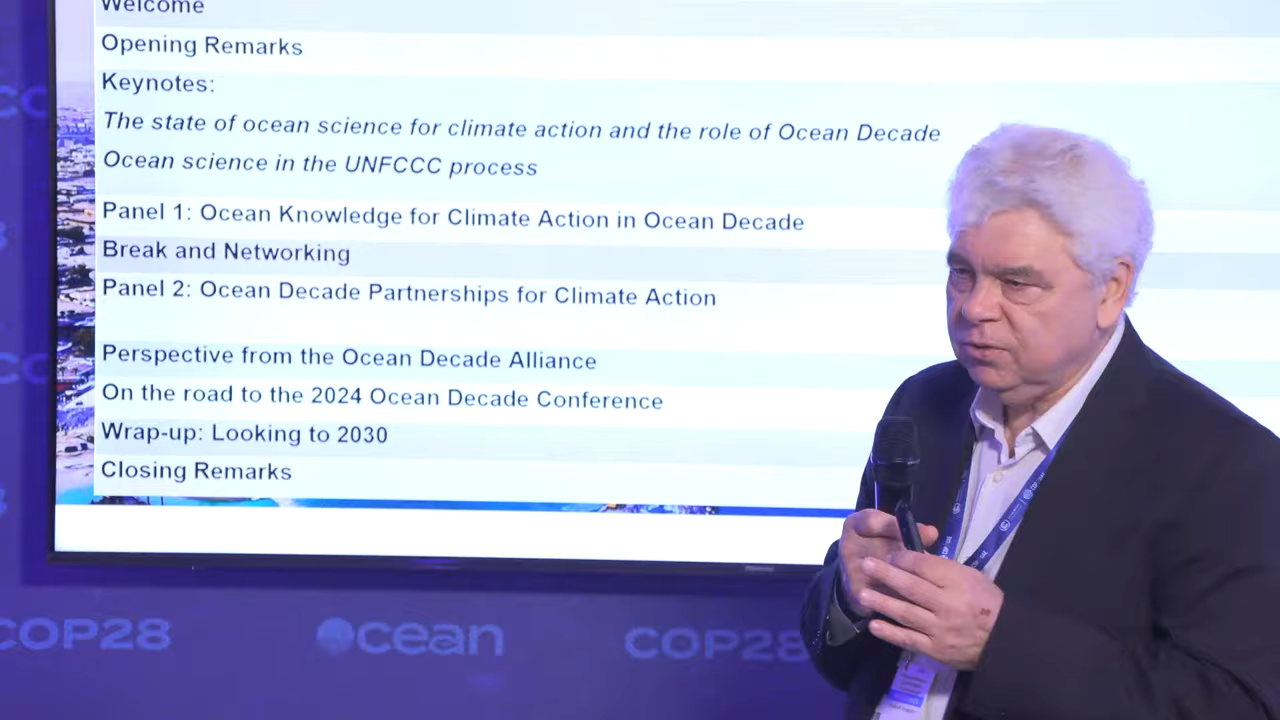 Welcome
Opening Remarks
Keynotes:
The state of ocean science for climate action and the role of Ocean Decade
Ocean science in the UNFCCC process
Panel 1: Ocean Knowledge for Climate Action in Ocean Decade
Break and Networking
Panel 2: Ocean Decade Partnerships for Climate Action
Perspective from the Ocean Decade Alliance
On the road to the 2024 Ocean Decade Conference
Wrap-up: Looking to 2030
Closing Remarks
COP28
Ocean
COP28